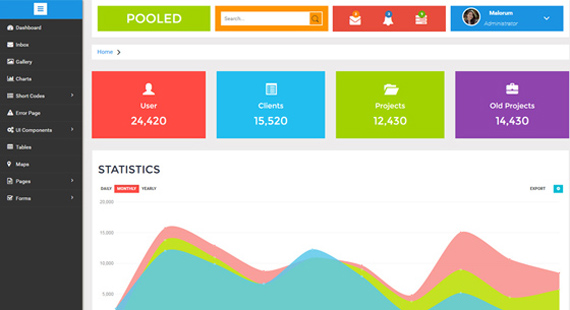 POOLED
Search...
Malorum
Administrator
Dashboard
Inbox
Gallery
Charts
Short Codes
Error Page
UI Components
Tables
Maps
Pages
Forms
Home
User
24,420
Clients
15,520
Projects
12,430
Old Projects
14,430
STATISTICS
DAILY MONTHLY YEARLY
EXPORT
20,000
15,000
10,000
5,000